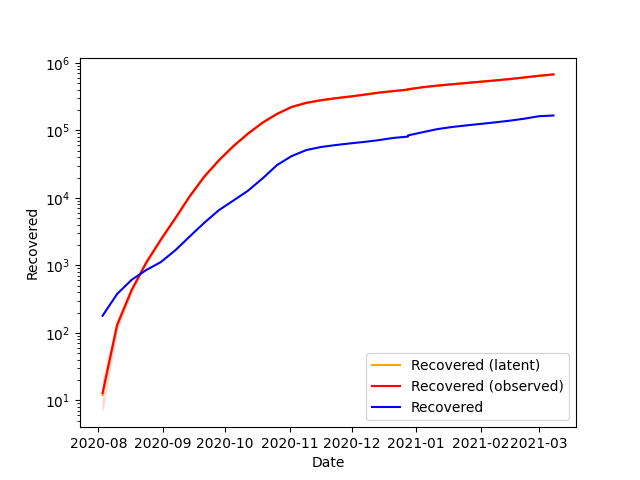 10^6
10^5
10^4
10^3
10^2
10^1
Recovered
Recovered (latent)
Recovered (observed)
Recovered
2020-08 2020-09 2020-10 2020-11 2020-12 2021-01 2021-02 2021-03
Date